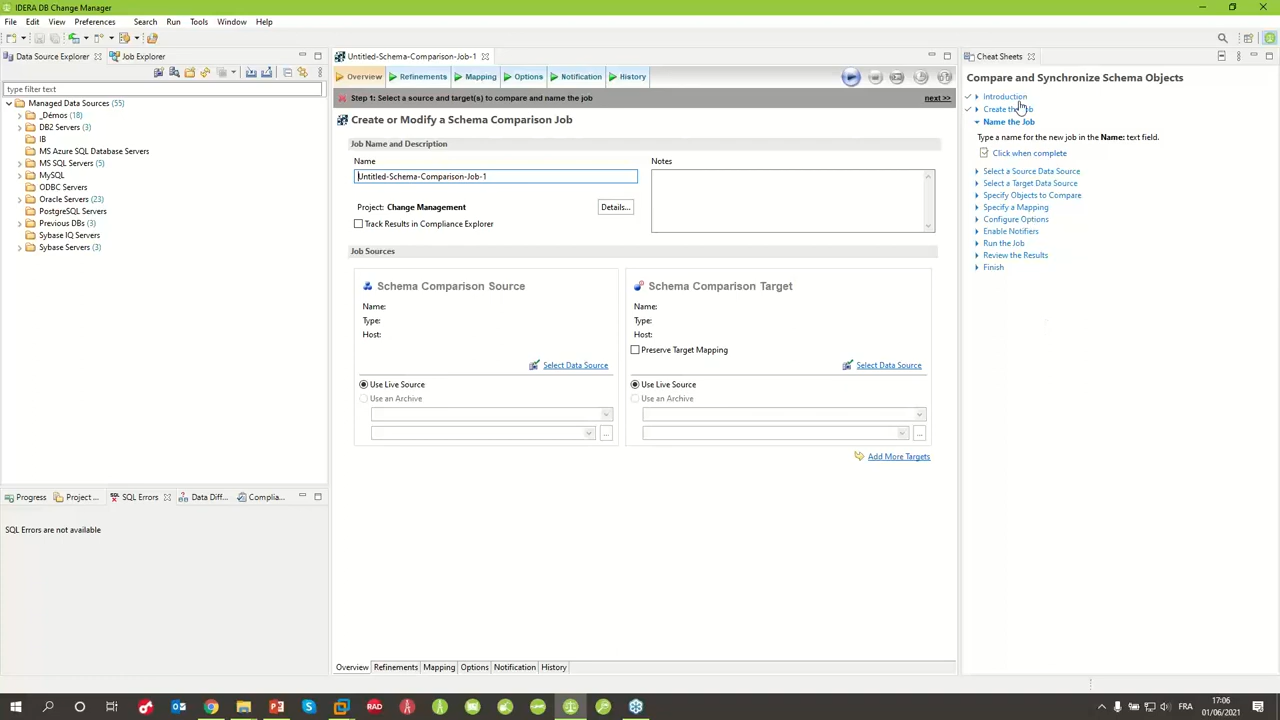 IDERA DB Change Manager
File Edit View Preferences Search Run Tools Window Help
Data Source Explorer Job Explorer
type filter text
Managed Data Sources (55)
_Démos (18)
DB2 Servers (3)
IB
MS Azure SQL Database Servers
MS SQL Servers (5)
MySQL
ODBC Servers
Oracle Servers (23)
PostgreSQL Servers
Previous DBs (3)
Sybase IQ Servers
Sybase Servers (3)
Progress Project ... SQL Errors Data Diff... Complia...
SQL Errors are not available
Untitled-Schema-Comparison-Job-1
Overview Refinements Mapping Options Notification History
Step 1: Select a source and target(s) to compare and name the job next >>
Create or Modify a Schema Comparison Job
Job Name and Description
Name Notes
Untitled-Schema-Comparison-Job-1
Project: Change Management Details...
Track Results in Compliance Explorer
Job Sources
Schema Comparison Source
Name:
Type:
Host:
Select Data Source
Use Live Source
Use an Archive
...
Schema Comparison Target
Name:
Type:
Host:
Preserve Target Mapping
Select Data Source
Use Live Source
Use an Archive
...
Add More Targets
Overview Refinements Mapping Options Notification History
Cheat Sheets
Compare and Synchronize Schema Objects
Introduction
Create the Job
Name the Job
Type a name for the new job in the Name: text field.
Click when complete
Select a Source Data Source
Select a Target Data Source
Specify Objects to Compare
Specify a Mapping
Configure Options
Enable Notifiers
Run the Job
Review the Results
Finish
RAD
FRA
17:06
01/06/2021